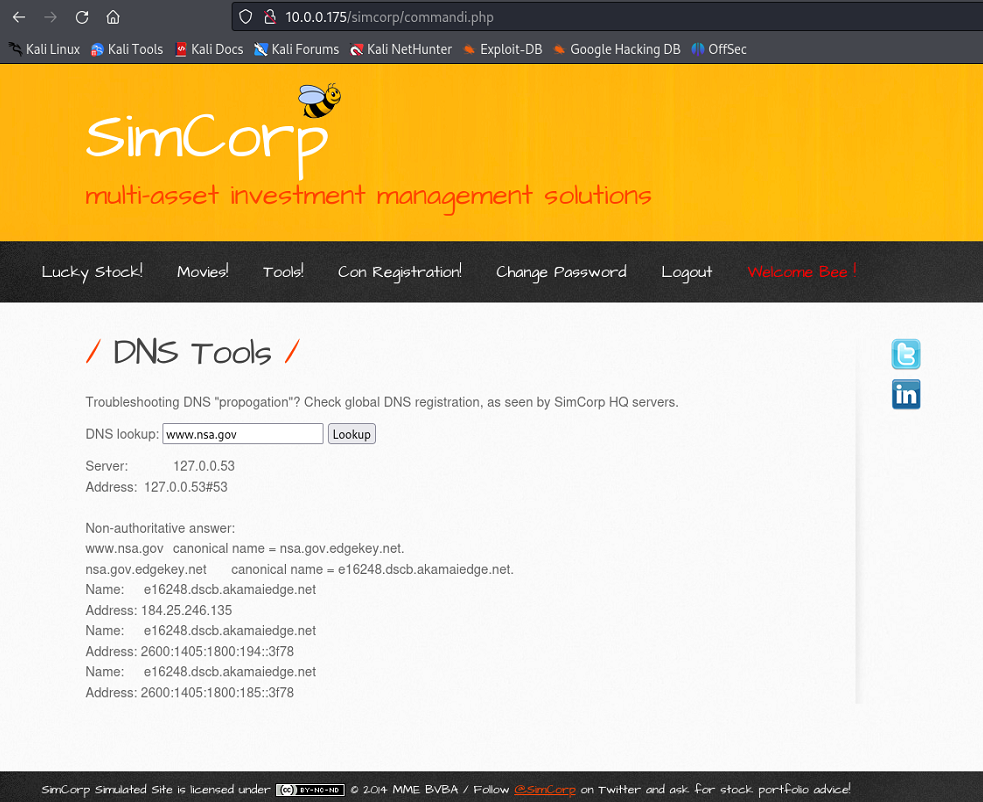 10.0.0.175/simcorp/commandi.php
Kali Linux Kali Tools Kali Docs Kali Forums Kali NetHunter Exploit-DB Google Hacking DB OffSec
SimCorp
multi-asset investment management solutions
Lucky Stock! Movies! Tools! Con Registration! Change Password Logout Welcome Bee !
/ DNS Tools /
Troubleshooting DNS "propogation"? Check global DNS registration, as seen by SimCorp HQ servers.
DNS lookup: www.nsa.gov Lookup
Server: 127.0.0.53
Address: 127.0.0.53#53
Non-authoritative answer:
www.nsa.gov canonical name = nsa.gov.edgekey.net.
nsa.gov.edgekey.net canonical name = e16248.dscb.akamaiedge.net.
Name: e16248.dscb.akamaiedge.net
Address: 184.25.246.135
Name: e16248.dscb.akamaiedge.net
Address: 2600:1405:1800:194::3f78
Name: e16248.dscb.akamaiedge.net
Address: 2600:1405:1800:185::3f78
SimCorp Simulated Site is licensed under (cc) BY-NC-ND © 2014 MME BVBA / Follow @SimCorp on Twitter and ask for stock portfolio advice!